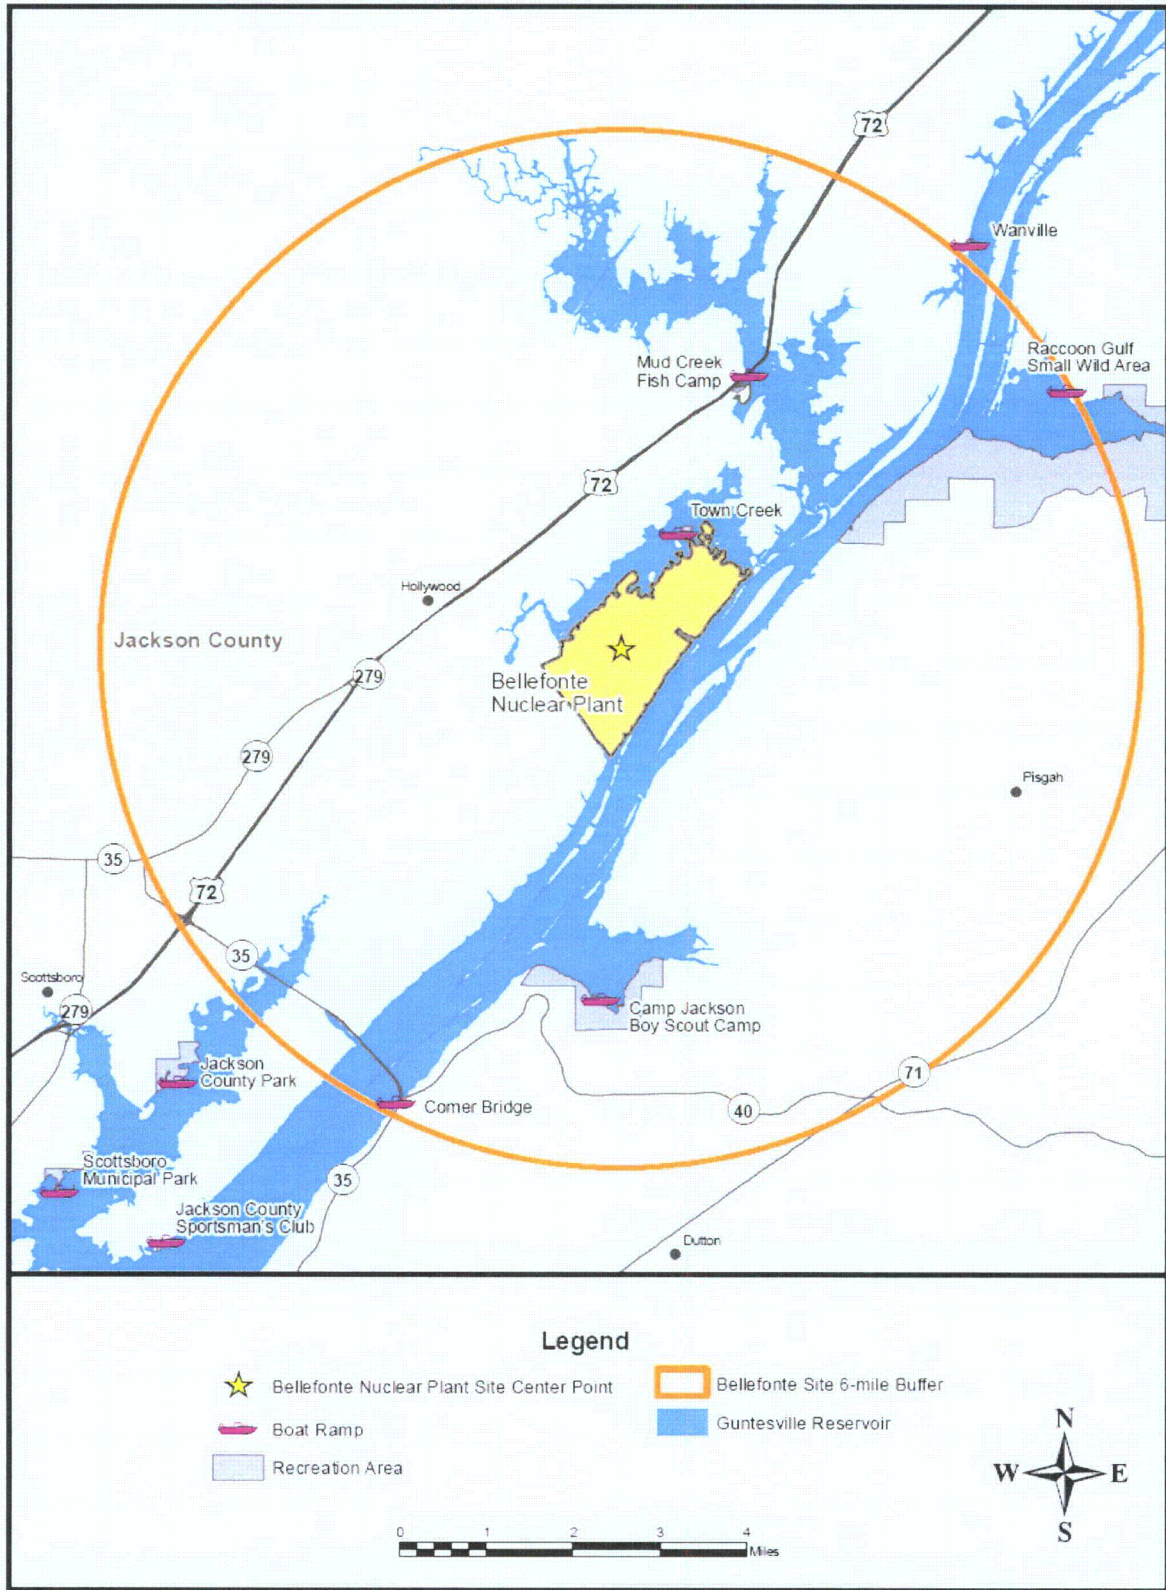 72
Wanville
Raccoon Gulf
Small Wild Area
Mud Creek
Fish Camp
72
Town Creek
Hollywood
Jackson County
279
Bellefonte
Nuclear Plant
279
Pisgah
35
72
35
Scottsboro
279
Camp Jackson
Boy Scout Camp
Jackson
County Park
71
Comer Bridge
40
Scottsboro
Municipal Park
35
Jackson County
Sportsman's Club
Dutton
Legend
Bellefonte Nuclear Plant Site Center Point
Bellefonte Site 6-mile Buffer
Boat Ramp
Guntesville Reservoir
Recreation Area
N
W E
S
0 1 2 3 4
Miles